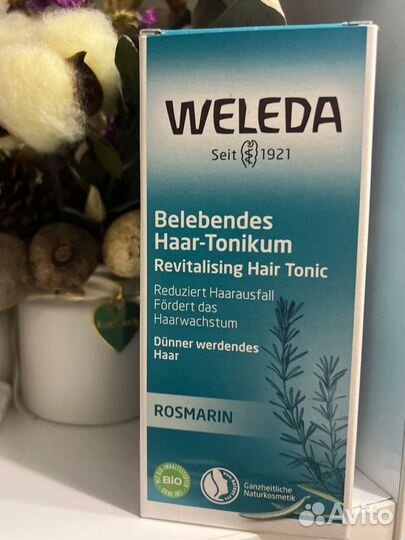 WELEDA
Seit 1921
Belebendes
Haar-Tonikum
Revitalising Hair Tonic
Reduziert Haarausfall
Fördert das
Haarwachstum
Dünner werdendes
Haar
ROSMARIN
Bio
Ganzheitliche
Naturkosmetik
Avito